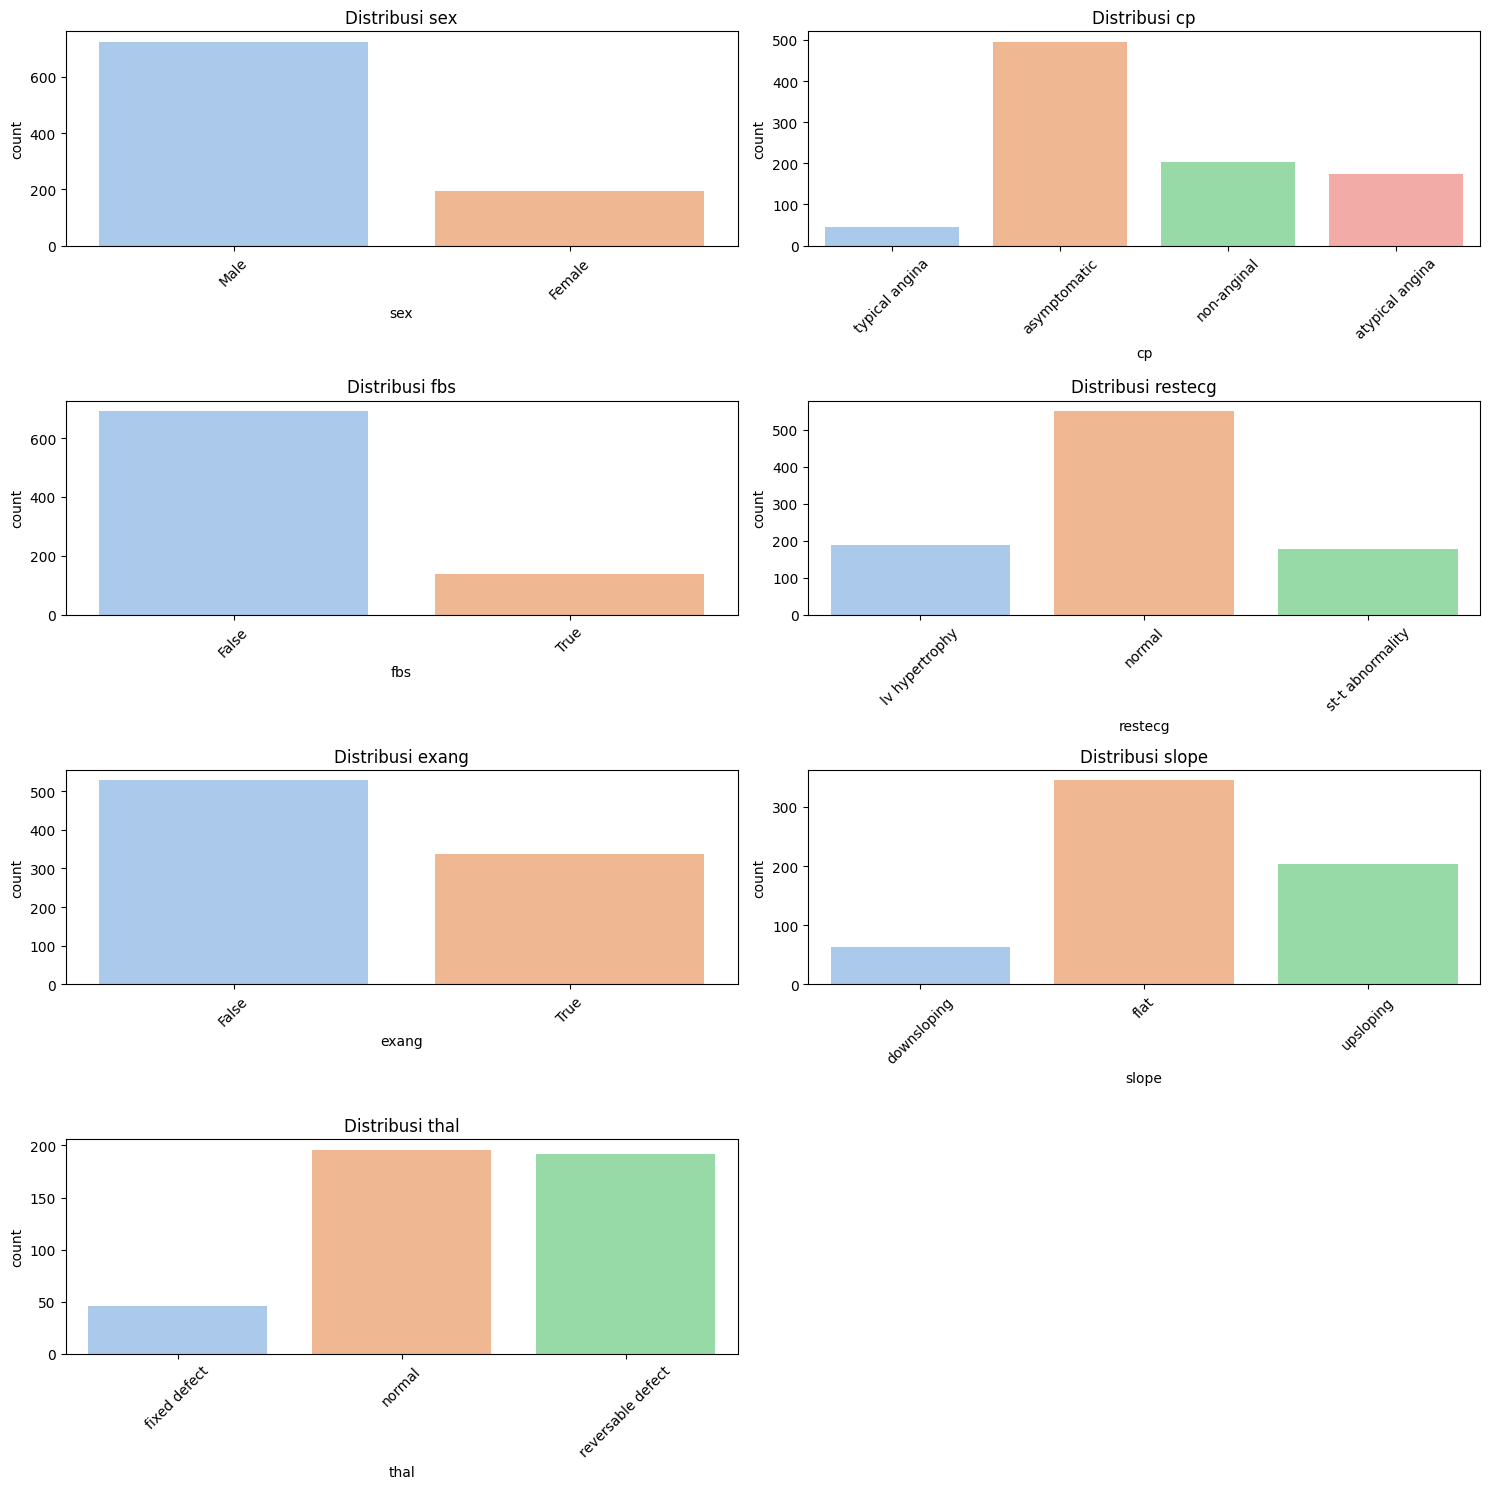 Distribusi sex
count
600
400
200
0
Male
Female
sex
Distribusi cp
count
500
400
300
200
100
0
typical angina
asymptomatic
non-anginal
atypical angina
cp
Distribusi fbs
count
600
400
200
0
False
True
fbs
Distribusi restecg
count
500
400
300
200
100
0
lv hypertrophy
normal
st-t abnormality
restecg
Distribusi exang
count
500
400
300
200
100
0
False
True
exang
Distribusi slope
count
300
200
100
0
downsloping
flat
upsloping
slope
Distribusi thal
count
200
150
100
50
0
fixed defect
normal
reversable defect
thal